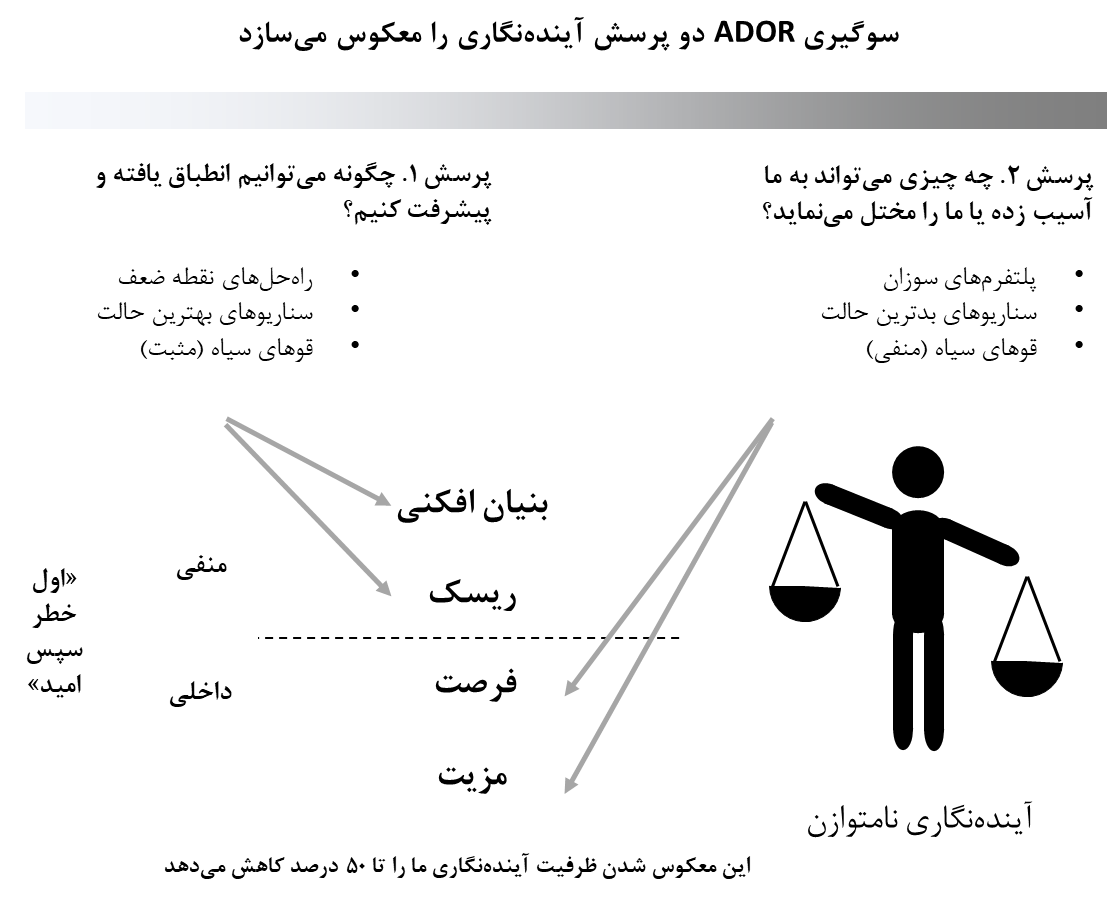 سوگیری ADOR دو پرسش آینده‌نگاری را معکوس می‌سازد
پرسش ۲. چه چیزی می‌تواند به ما
آسیب زده یا ما را مختل می‌نماید؟
• پلتفرم‌های سوزان
• سناریوهای بدترین حالت
• قوهای سیاه (منفی)
پرسش ۱. چگونه می‌توانیم انطباق یافته و
پیشرفت کنیم؟
• راه‌حل‌های نقطه ضعف
• سناریوهای بهترین حالت
• قوهای سیاه (مثبت)
بنیان افکنی
ریسک
فرصت
مزیت
منفی
داخلی
«اول
خطر
سپس
امید»
آینده‌نگاری نامتوازن
این معکوس شدن ظرفیت آینده‌نگاری ما را تا ۵۰ درصد کاهش می‌دهد